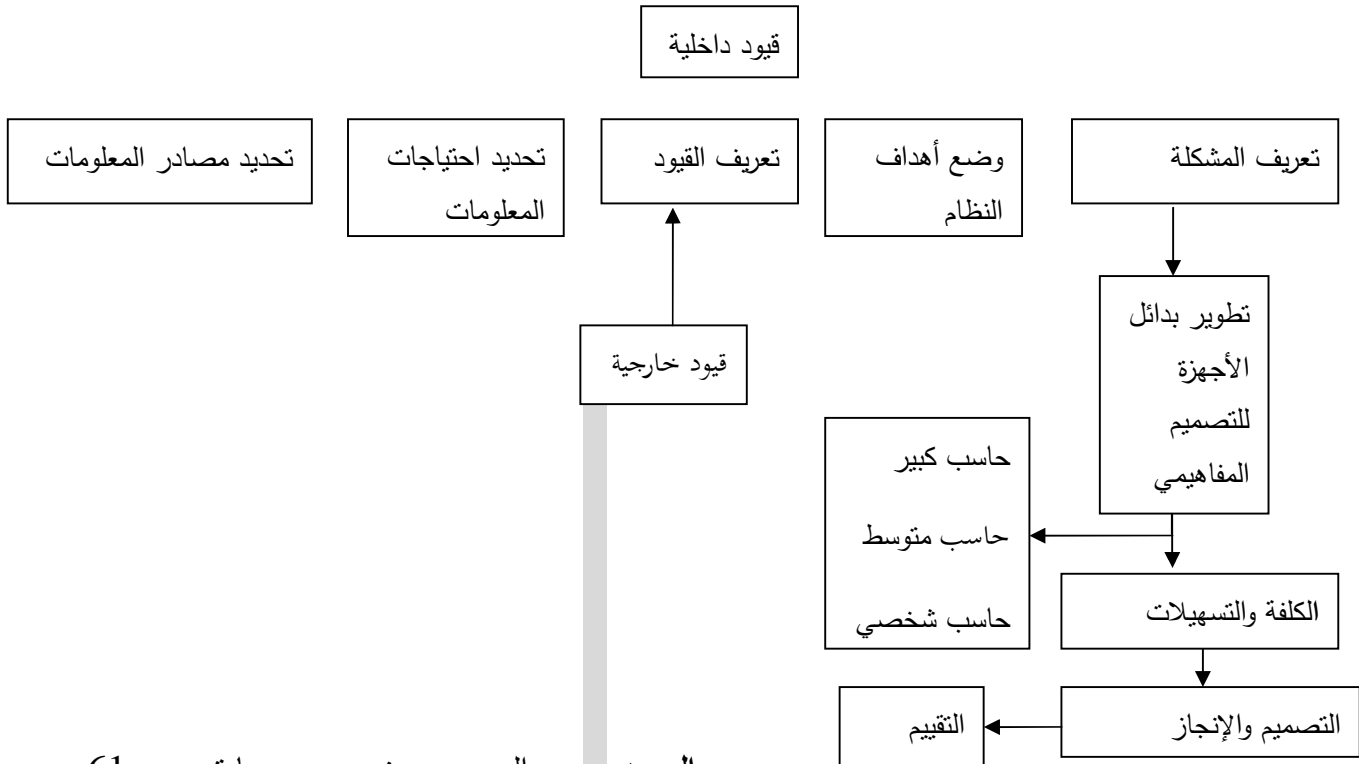 قيود داخلية
تعريف المشكلة
وضع أهداف
النظام
تعريف القيود
تحديد احتياجات
المعلومات
تحديد مصادر المعلومات
تطوير بدائل
الأجهزة
للتصميم
المفاهيمي
قيود خارجية
حاسب كبير
حاسب متوسط
حاسب شخصي
الكلفة والتسهيلات
التصميم والإنجاز
التقييم